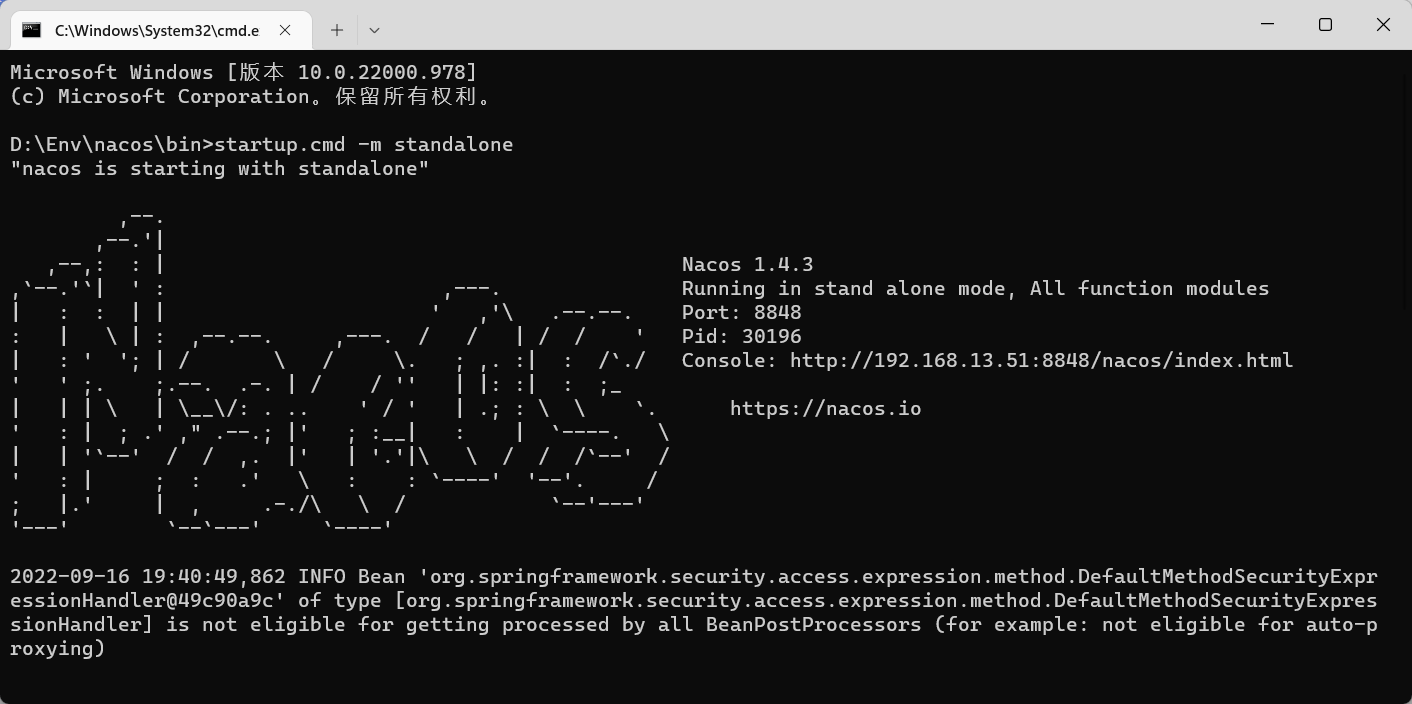 C:\Windows\System32\cmd.e
Microsoft Windows [版本 10.0.22000.978]
(c) Microsoft Corporation。保留所有权利。
D:\Env\nacos\bin>startup.cmd -m standalone
"nacos is starting with standalone"
Nacos 1.4.3
Running in stand alone mode, All function modules
Port: 8848
Pid: 30196
Console: http://192.168.13.51:8848/nacos/index.html
https://nacos.io
2022-09-16 19:40:49,862 INFO Bean 'org.springframework.security.access.expression.method.DefaultMethodSecurityExpr
essionHandler@49c90a9c' of type [org.springframework.security.access.expression.method.DefaultMethodSecurityExpres
sionHandler] is not eligible for getting processed by all BeanPostProcessors (for example: not eligible for auto-p
roxying)